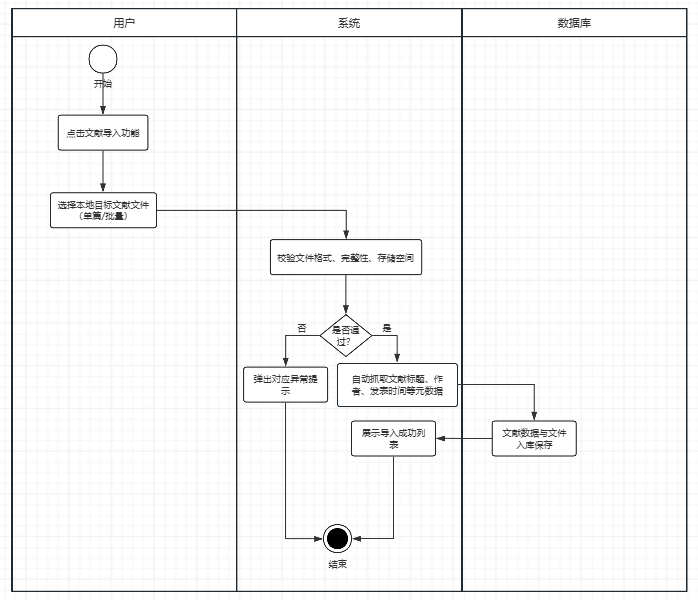 用户
系统
数据库
开始
点击文献导入功能
选择本地目标文献文件
（单篇/批量）
校验文件格式、完整性、存储空间
是否通
过？
否
是
弹出对应异常提
示
自动抓取文献标题、作
者、发表时间等元数据
文献数据与文件
入库保存
展示导入成功列
表
结束